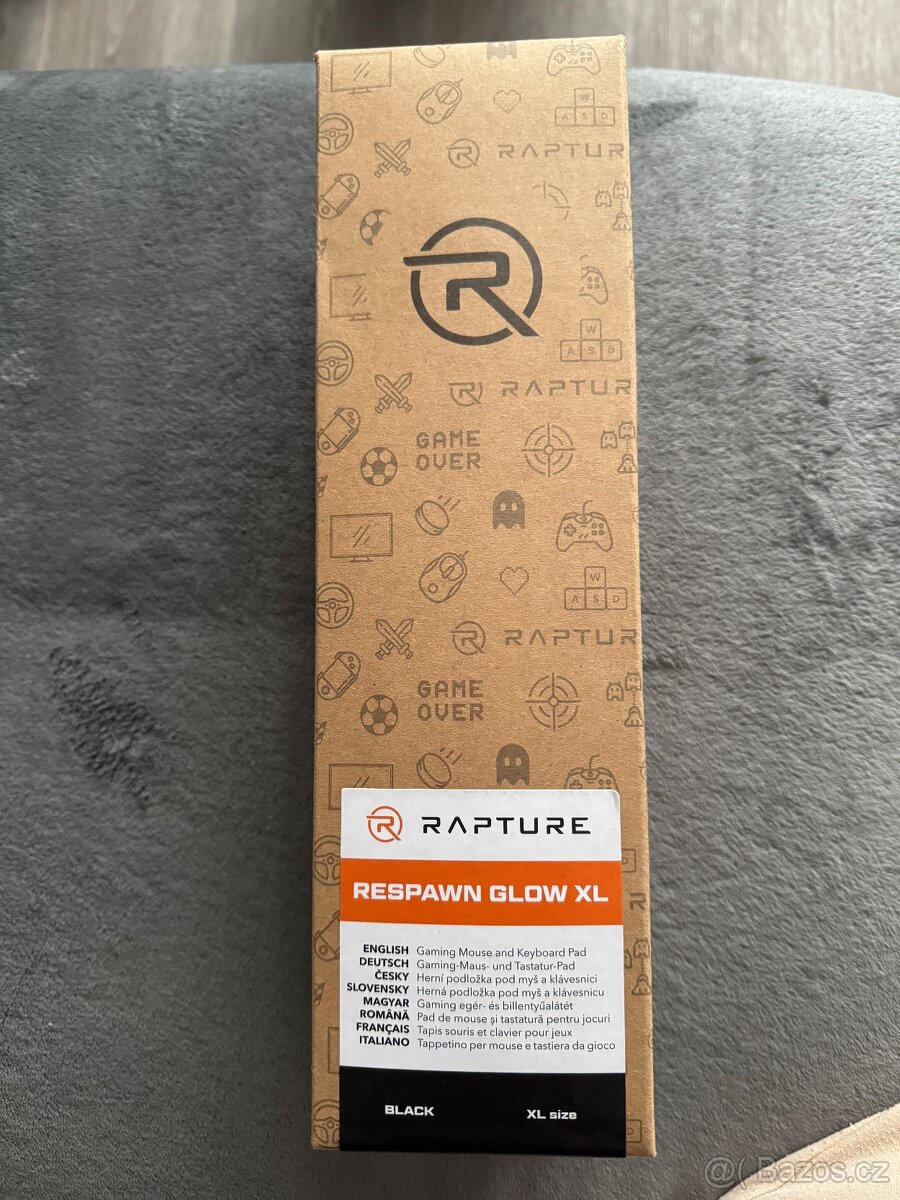 W
A S D
RAPTUR
R
W
A S D
RAPTUR
GAME
OVER
W
A S D
RAPTUR
GAME
OVER
RAPTURE
RESPAWN GLOW XL
ENGLISH Gaming Mouse and Keyboard Pad
DEUTSCH Gaming-Maus- und Tastatur-Pad
ČESKY Herní podložka pod myš a klávesnici
SLOVENSKY Herná podložka pod myš a klávesnicu
MAGYAR Gaming egér- és billentyűalátét
ROMÂNĂ Pad de mouse și tastatură pentru jocuri
FRANÇAIS Tapis souris et clavier pour jeux
ITALIANO Tappetino per mouse e tastiera da gioco
BLACK XL size
@( Bazos.cz